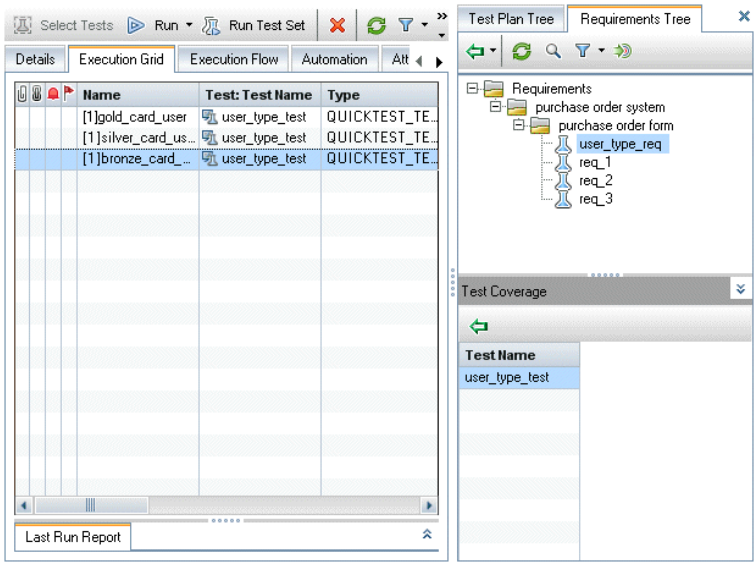 Select Tests Run Run Test Set
Details Execution Grid Execution Flow Automation Att
Name Test: Test Name Type
[1]gold_card_user user_type_test QUICKTEST_TE...
[1]silver_card_us... user_type_test QUICKTEST_TE...
[1]bronze_card_... user_type_test QUICKTEST_TE...
Last Run Report
Test Plan Tree Requirements Tree
Requirements
purchase order system
purchase order form
user_type_req
req_1
req_2
req_3
Test Coverage
Test Name
user_type_test